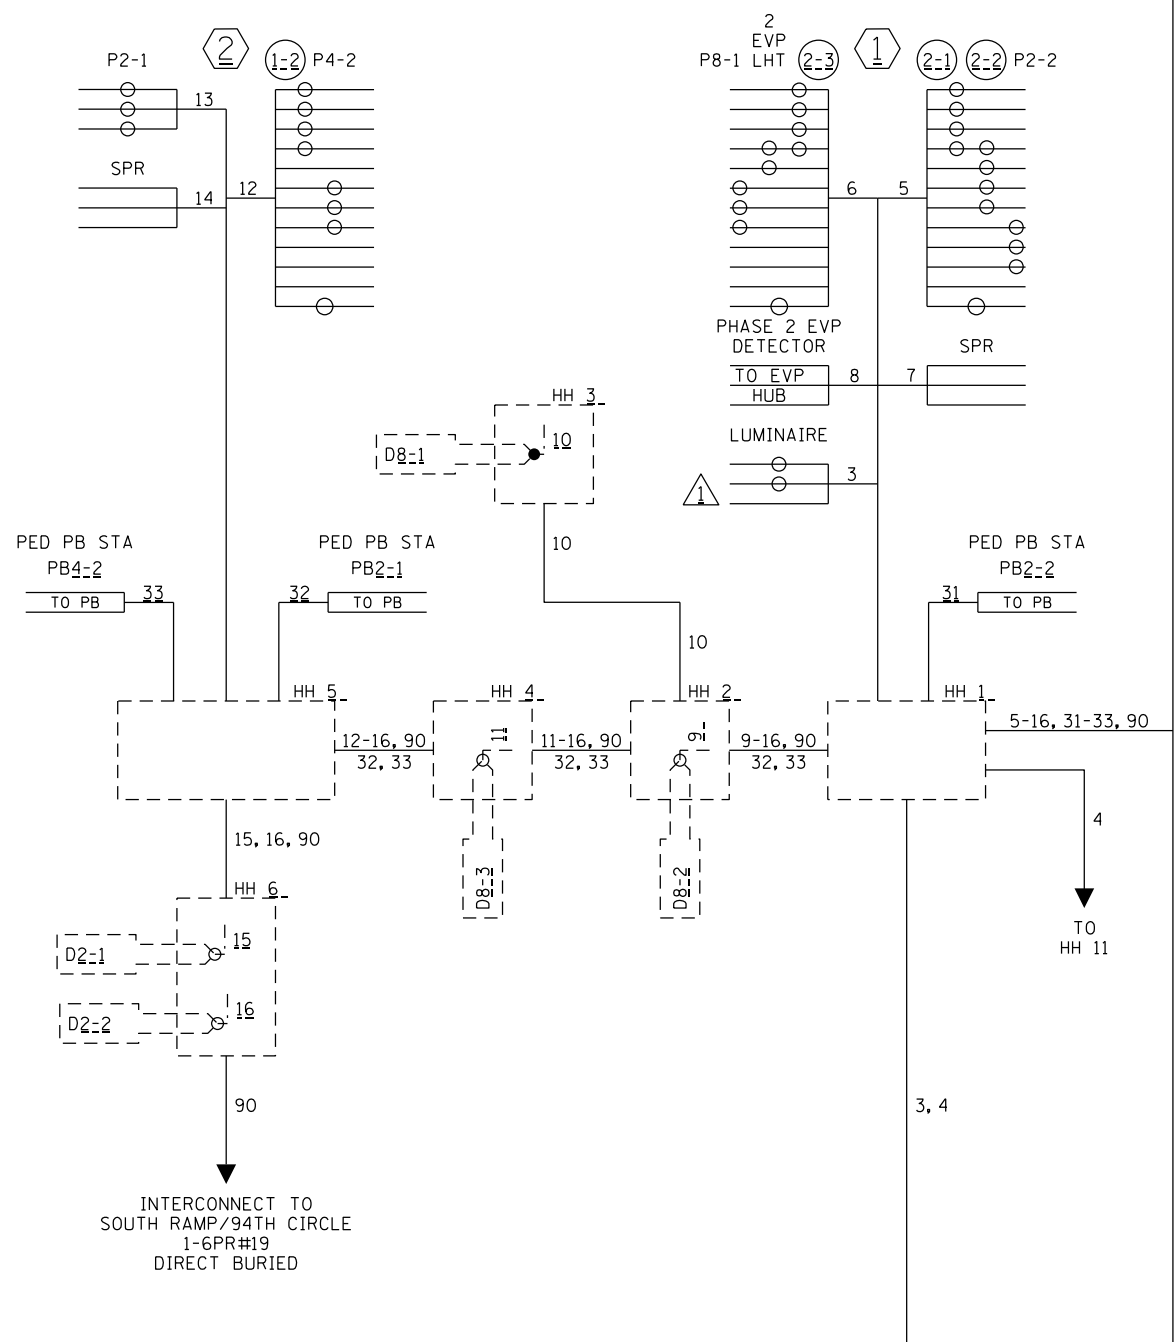 P2-1
2
1-2
P4-2
2
EVP
P8-1 LHT
2-3
1
2-1
2-2
P2-2
13
SPR
14
12
6
5
PHASE 2 EVP
DETECTOR
SPR
TO EVP
HUB
8
7
HH 3
10
D8-1
LUMINAIRE
1
3
10
PED PB STA
PB4-2
33
TO PB
PED PB STA
PB2-1
32
TO PB
PED PB STA
PB2-2
31
TO PB
10
HH 5
HH 4
HH 2
HH 1
12-16, 90
32, 33
11
11-16, 90
32, 33
9
9-16, 90
32, 33
5-16, 31-33, 90
4
15, 16, 90
D8-3
D8-2
HH 6
TO
HH 11
D2-1
15
D2-2
16
90
3, 4
INTERCONNECT TO
SOUTH RAMP/94TH CIRCLE
1-6PR#19
DIRECT BURIED